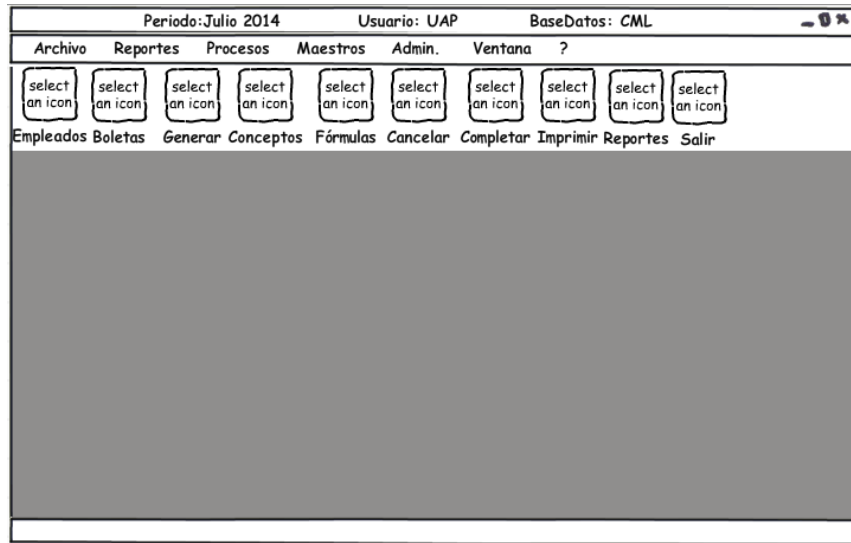 Periodo:Julio 2014 Usuario: UAP BaseDatos: CML
Archivo Reportes Procesos Maestros Admin. Ventana ?
select select select select select select select select select select
an icon an icon an icon an icon an icon an icon an icon an icon an icon an icon
Empleados Boletas Generar Conceptos Fórmulas Cancelar Completar Imprimir Reportes Salir